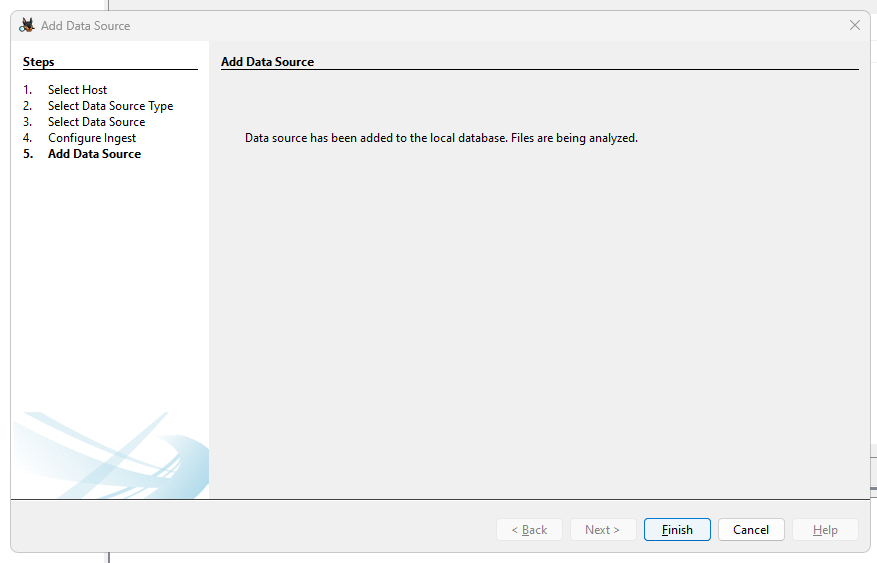 Add Data Source
Steps
1. Select Host
2. Select Data Source Type
3. Select Data Source
4. Configure Ingest
5. Add Data Source
Add Data Source
Data source has been added to the local database. Files are being analyzed.
< Back Next > Finish Cancel Help